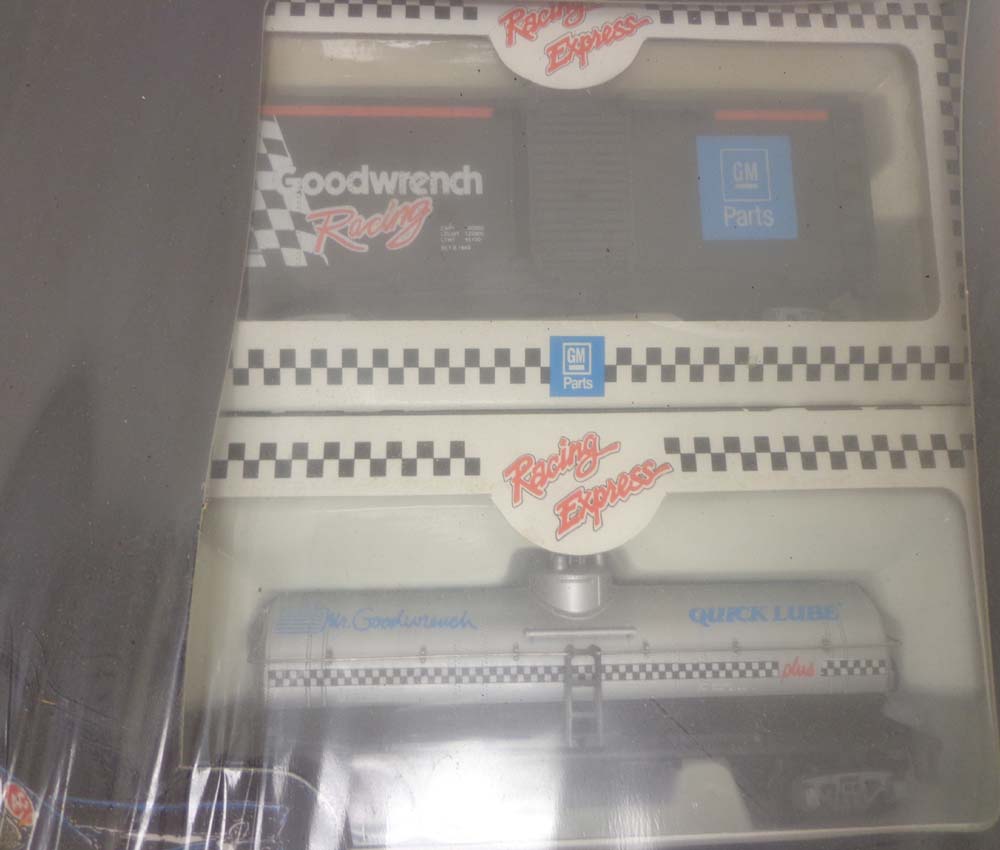 Racing
Express
Goodwrench
Racing
GM
Parts
GM
Parts
Racing
Express
Mr. Goodwrench
QUICK LUBE
plus